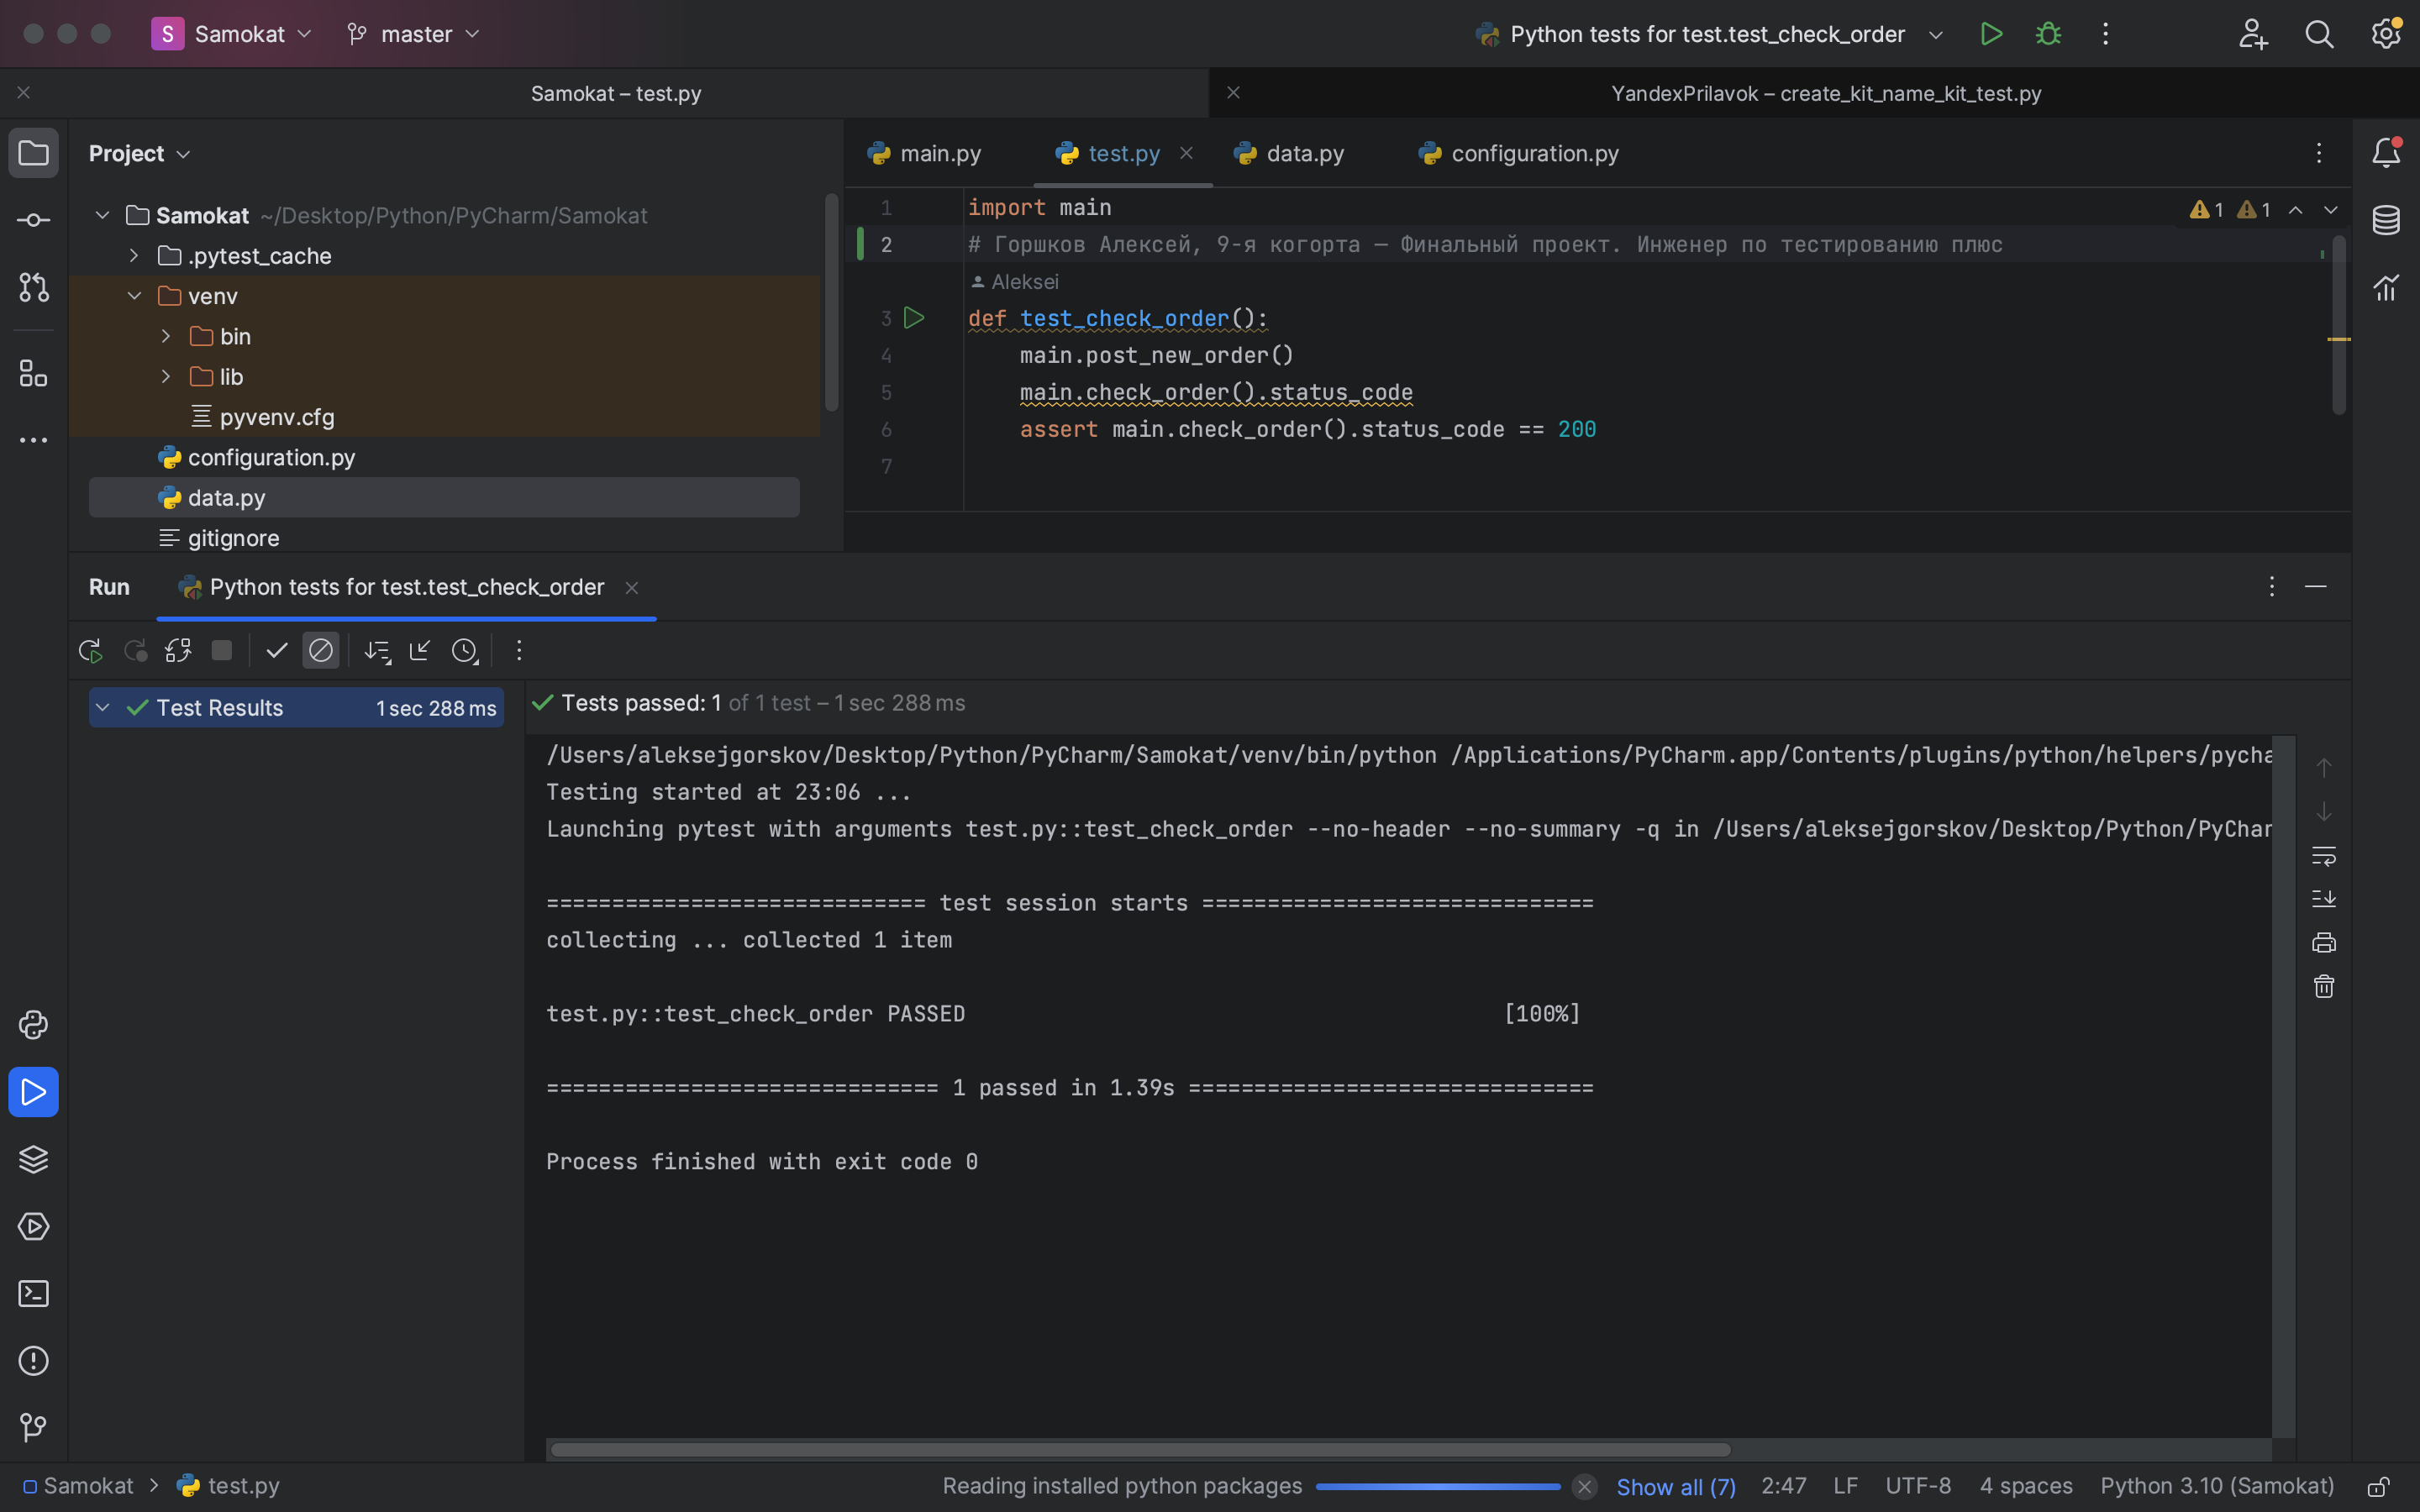 S Samokat master Python tests for test.test_check_order
Samokat – test.py YandexPrilavok – create_kit_name_kit_test.py
Project
Samokat ~/Desktop/Python/PyCharm/Samokat
.pytest_cache
venv
bin
lib
pyvenv.cfg
configuration.py
data.py
gitignore
main.py test.py data.py configuration.py
1 import main
1 1
2 # Горшков Алексей, 9-я когорта — Финальный проект. Инженер по тестированию плюс
Aleksei
3 def test_check_order():
4 main.post_new_order()
5 main.check_order().status_code
6 assert main.check_order().status_code == 200
7
Run Python tests for test.test_check_order
Test Results 1 sec 288 ms
Tests passed: 1 of 1 test – 1 sec 288 ms
/Users/aleksejgorskov/Desktop/Python/PyCharm/Samokat/venv/bin/python /Applications/PyCharm.app/Contents/plugins/python/helpers/pycha
Testing started at 23:06 ...
Launching pytest with arguments test.py::test_check_order --no-header --no-summary -q in /Users/aleksejgorskov/Desktop/Python/PyChar
============================= test session starts ==============================
collecting ... collected 1 item
test.py::test_check_order PASSED [100%]
============================== 1 passed in 1.39s ===============================
Process finished with exit code 0
Samokat > test.py Reading installed python packages Show all (7) 2:47 LF UTF-8 4 spaces Python 3.10 (Samokat)